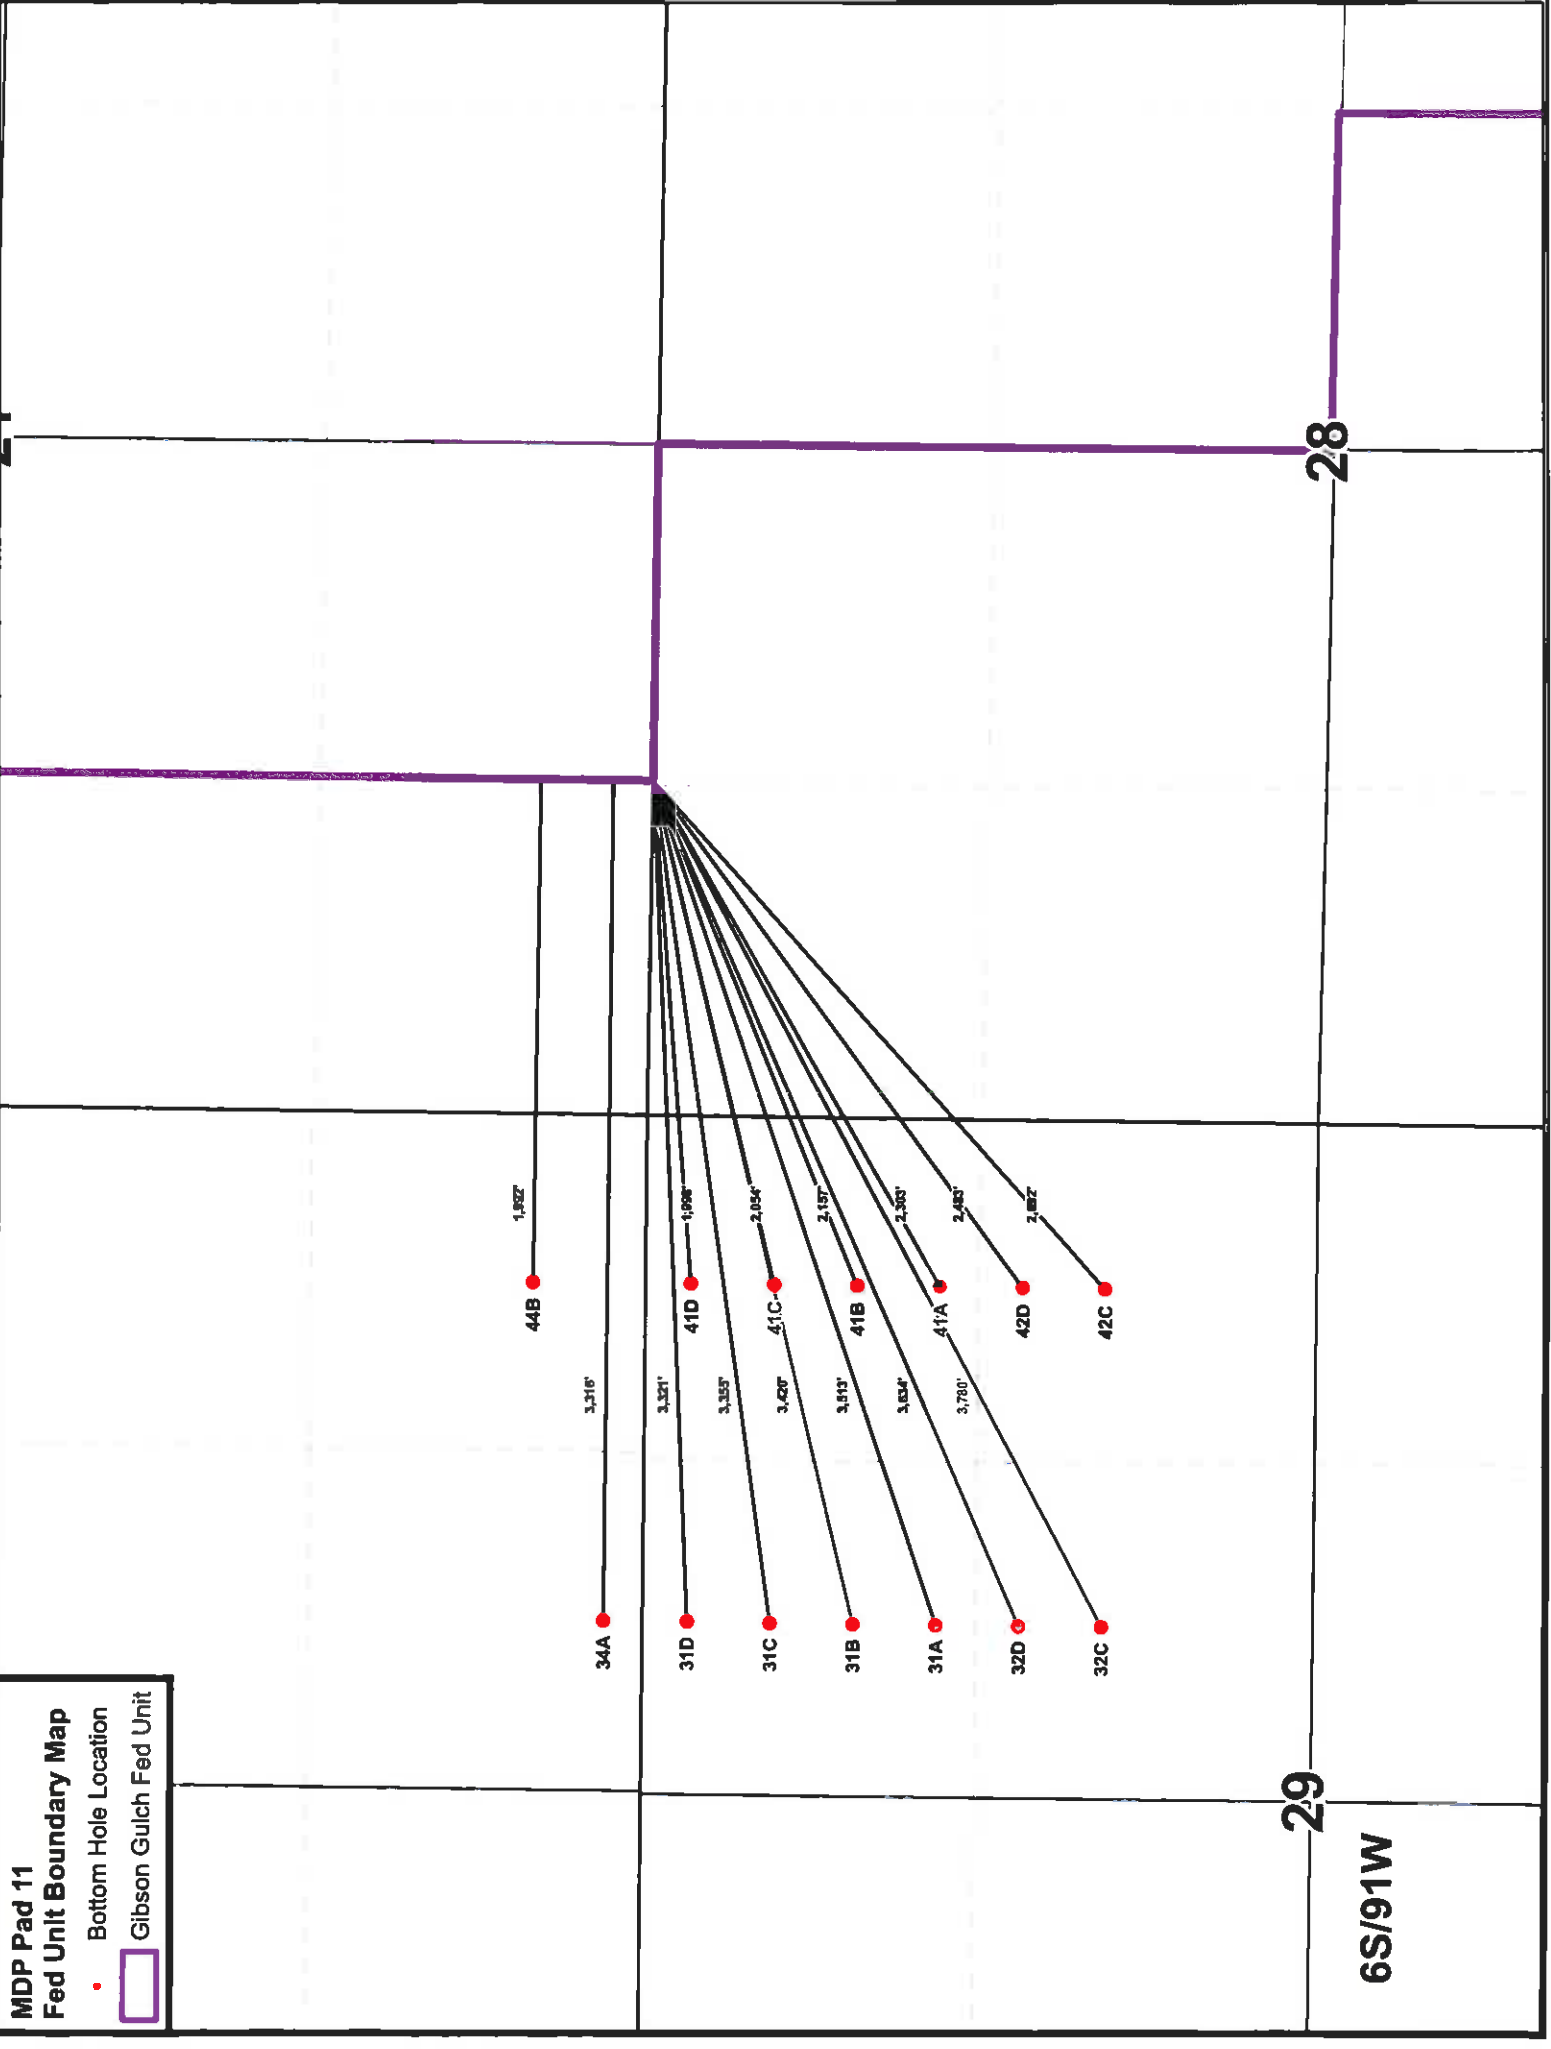 MDP Pad 11
Fed Unit Boundary Map
Bottom Hole Location
Gibson Gulch Fed Unit
44B
3,316'
34A
3,321'
41D
31D
2,054'
41C
3,355'
31C
2,157'
41B
3,420'
31B
2,303'
41A
3,513'
31A
2,483'
42D
3,634'
32D
42C
3,780'
32C
28
29
6S/91W